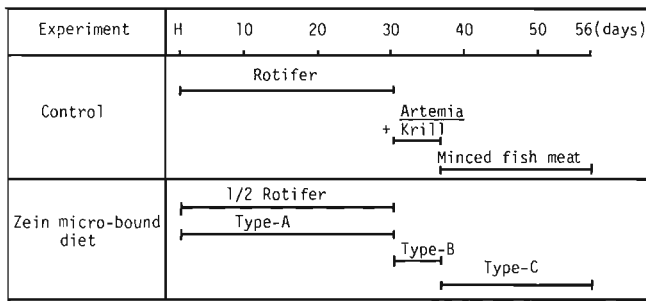 Experiment H 10 20 30 40 50 56(days)
Control
Rotifer
Artemia
+ Krill
Minced fish meat
Zein micro-bound
diet
1/2 Rotifer
Type-A
Type-B
Type-C